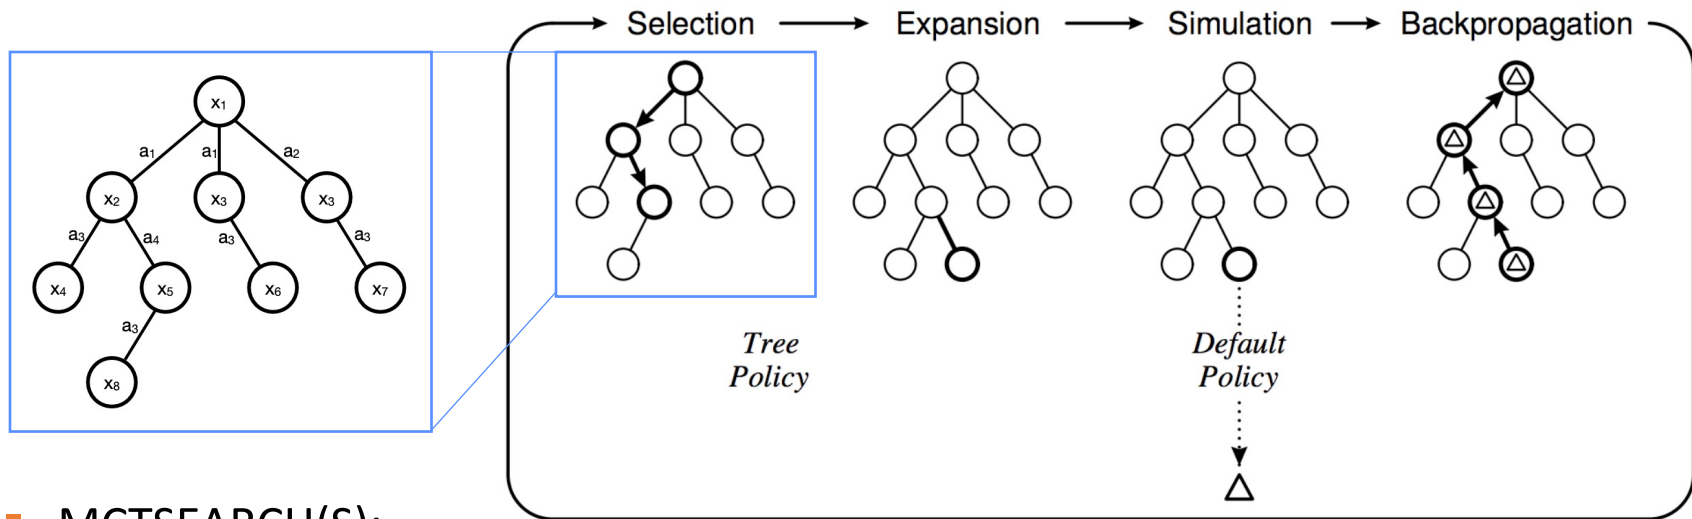 Selection
Expansion
Simulation
Backpropagation
x₁
a₁
a₁
a₂
x₂
x₃
x₃
a₃
a₄
a₃
a₃
x₄
x₅
x₆
x₇
a₃
x₈
Tree
Policy
Default
Policy
MCTSEARCH(S):